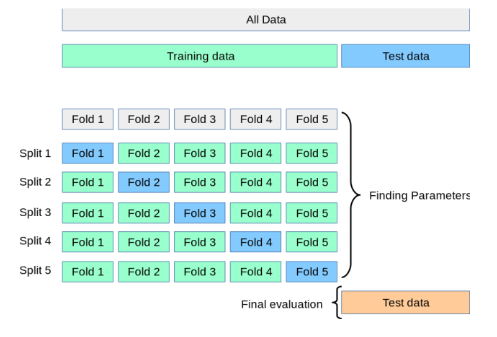 All Data
Training data Test data
Fold 1 Fold 2 Fold 3 Fold 4 Fold 5
Split 1 Fold 1 Fold 2 Fold 3 Fold 4 Fold 5
Split 2 Fold 1 Fold 2 Fold 3 Fold 4 Fold 5
Finding Parameters
Split 3 Fold 1 Fold 2 Fold 3 Fold 4 Fold 5
Split 4 Fold 1 Fold 2 Fold 3 Fold 4 Fold 5
Split 5 Fold 1 Fold 2 Fold 3 Fold 4 Fold 5
Final evaluation Test data